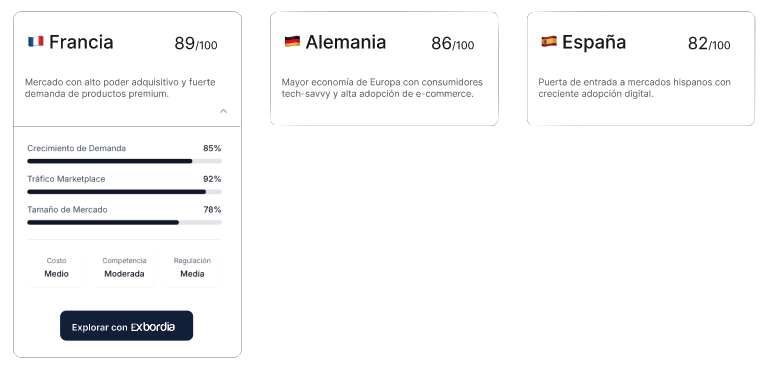 Francia 89/100
Mercado con alto poder adquisitivo y fuerte
demanda de productos premium.
Crecimiento de Demanda 85%
Tráfico Marketplace 92%
Tamaño de Mercado 78%
Costo Competencia Regulación
Medio Moderada Media
Explorar con Exbordia
Alemania 86/100
Mayor economía de Europa con consumidores
tech-savvy y alta adopción de e-commerce.
España 82/100
Puerta de entrada a mercados hispanos con
creciente adopción digital.